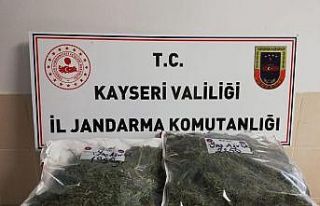 T.C.
KAYSERİ VALİLİĞİ
İL JANDARMA KOMUTANLIĞI